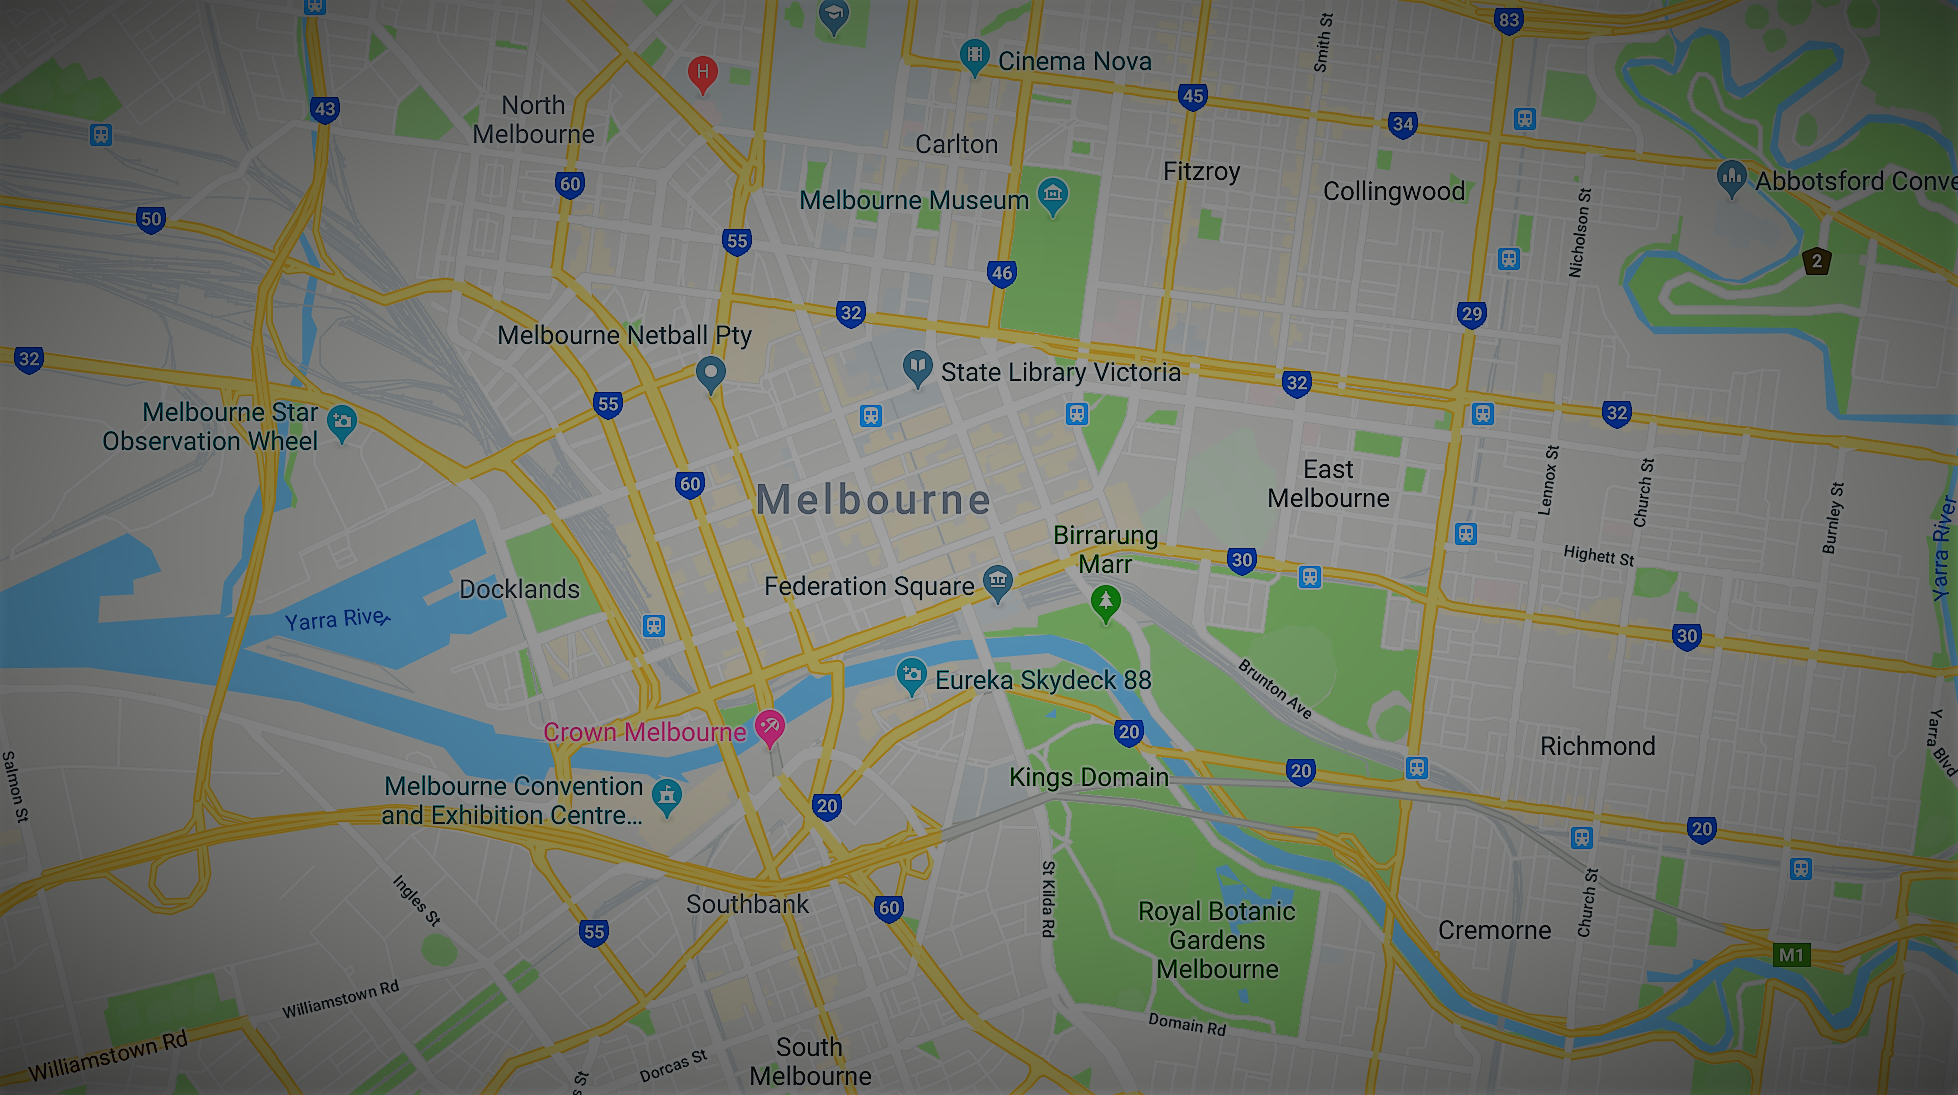 83
Smith St
Cinema Nova
H
43
North
Melbourne
45
34
Carlton
Fitzroy
60
Melbourne Museum
Collingwood
Abbotsford Conve
50
55
Nicholson St
46
2
32
29
Melbourne Netball Pty
32
State Library Victoria
32
55
32
Melbourne Star
Observation Wheel
60
Melbourne
East
Melbourne
Lennox St
Church St
Burnley St
Birrarung
Marr
30
Highett St
Yarra River
Docklands
Federation Square
Yarra Rive
30
Eureka Skydeck 88
Brunton Ave
Crown Melbourne
20
Richmond
Yarra Blvd
Salmon St
Kings Domain
20
Melbourne Convention
and Exhibition Centre...
20
20
Ingles St
Southbank
60
St Kilda Rd
Royal Botanic
Gardens
Melbourne
Church St
55
Cremorne
M1
Williamstown Rd
Domain Rd
Williamstown Rd
South
Melbourne
Dorcas St
s St